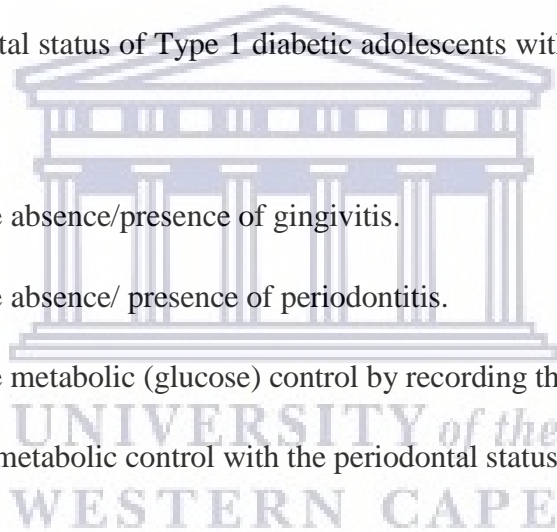 tal status of Type 1 diabetic adolescents with
e absence/presence of gingivitis.
e absence/ presence of periodontitis.
e metabolic (glucose) control by recording th
UNIVERSITY of the
metabolic control with the periodontal status
WESTERN CAPE